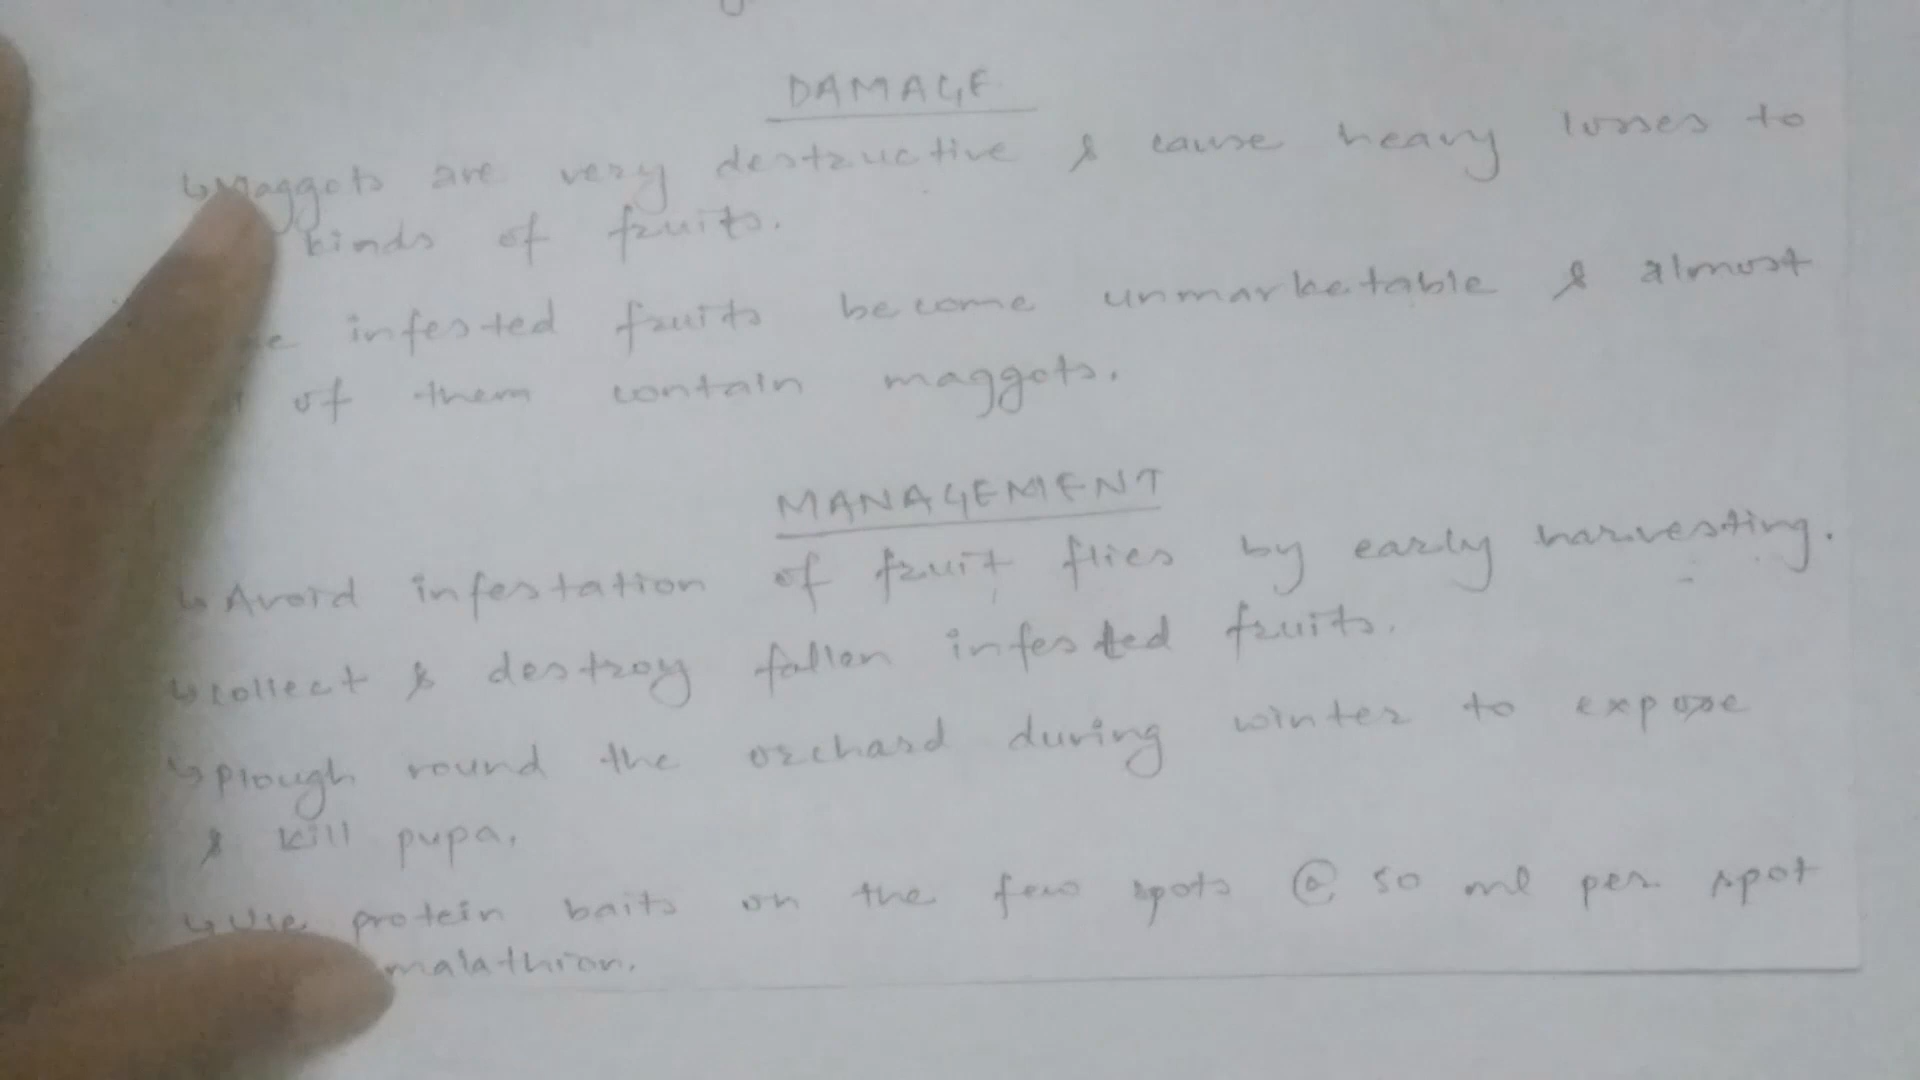 DAMAGE
↳ Maggots are very destructive & cause heavy losses to
kinds of fruits.
infested fruits become unmarketable & almost
of them contain maggots.
MANAGEMENT
↳ Avoid infestation of fruit flies by early harvesting.
↳ collect & destroy fallen infested fruits.
↳ plough round the orchard during winter to expose
& kill pupa.
↳ Use protein baits on the few spots @ 50 ml per spot
malathion.